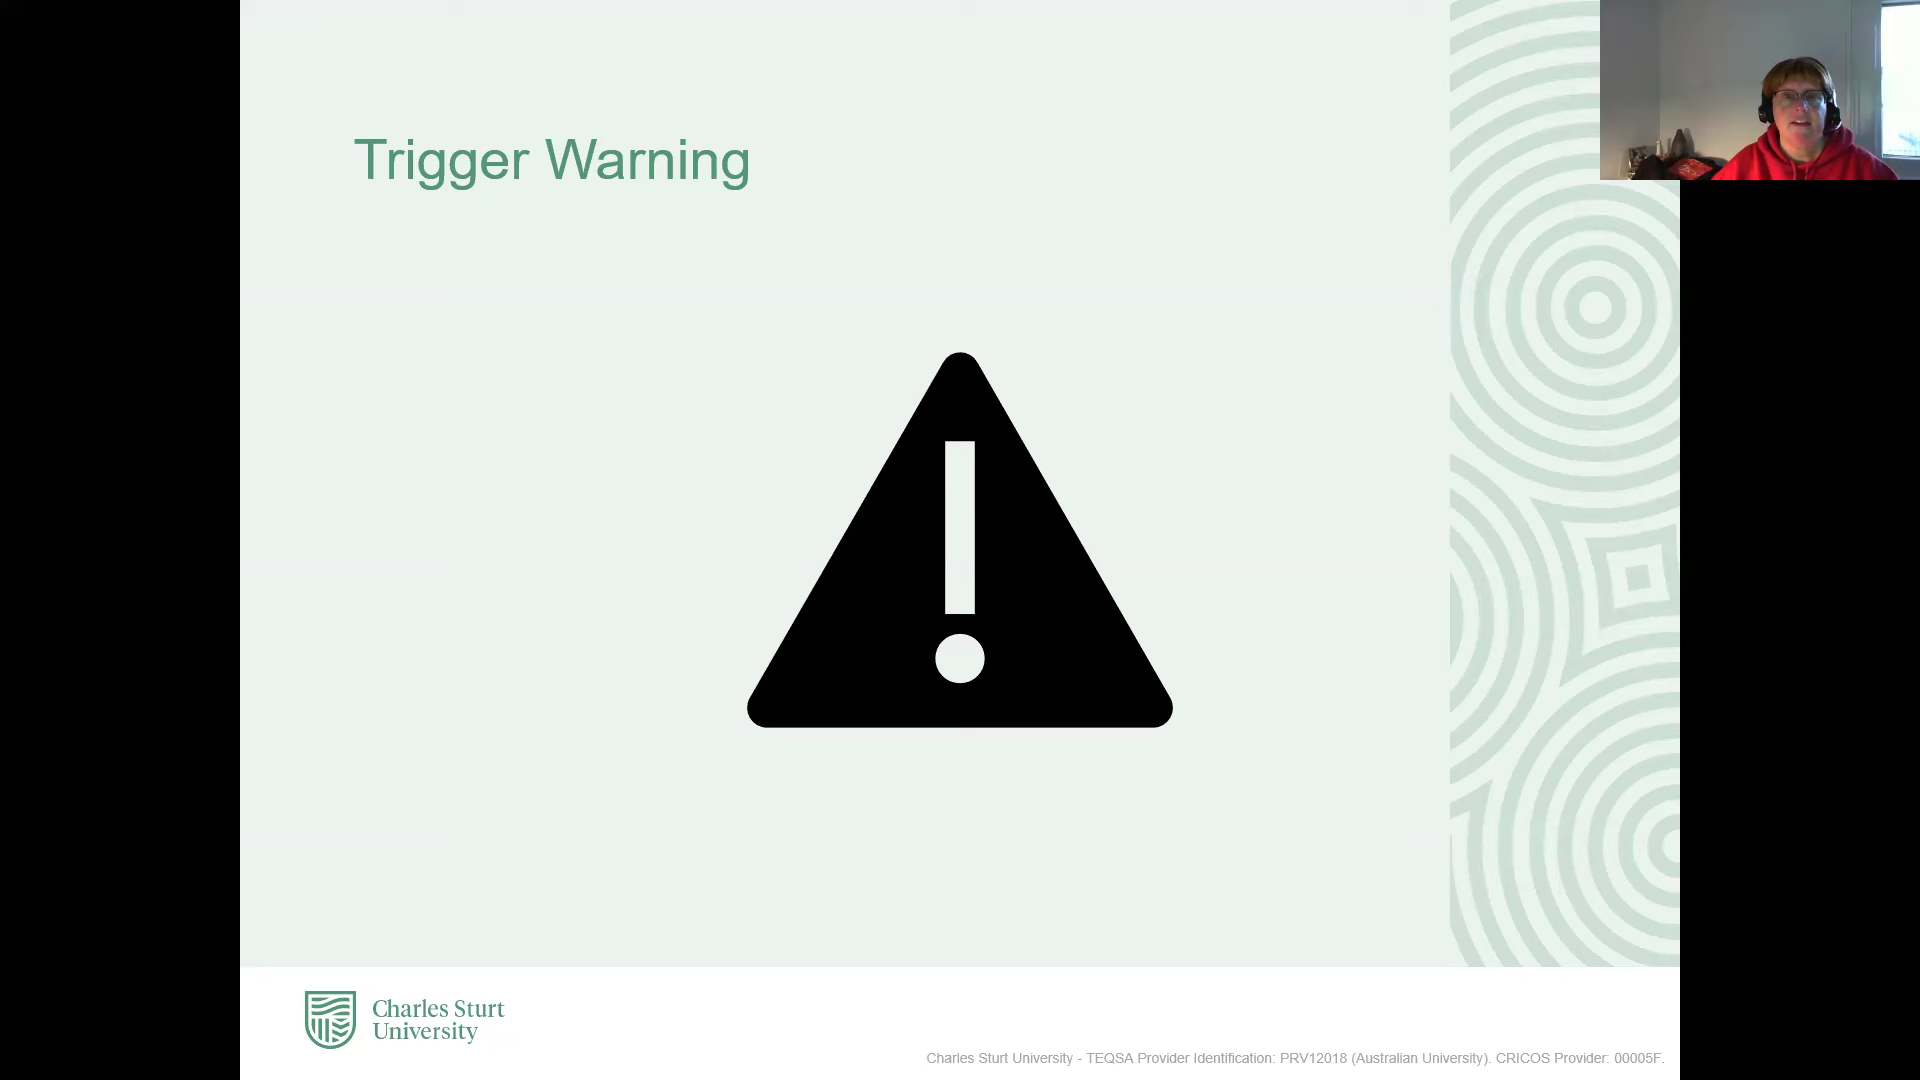 Trigger Warning
Charles Sturt
University
Charles Sturt University - TEQSA Provider Identification: PRV12018 (Australian University). CRICOS Provider: 00005F.